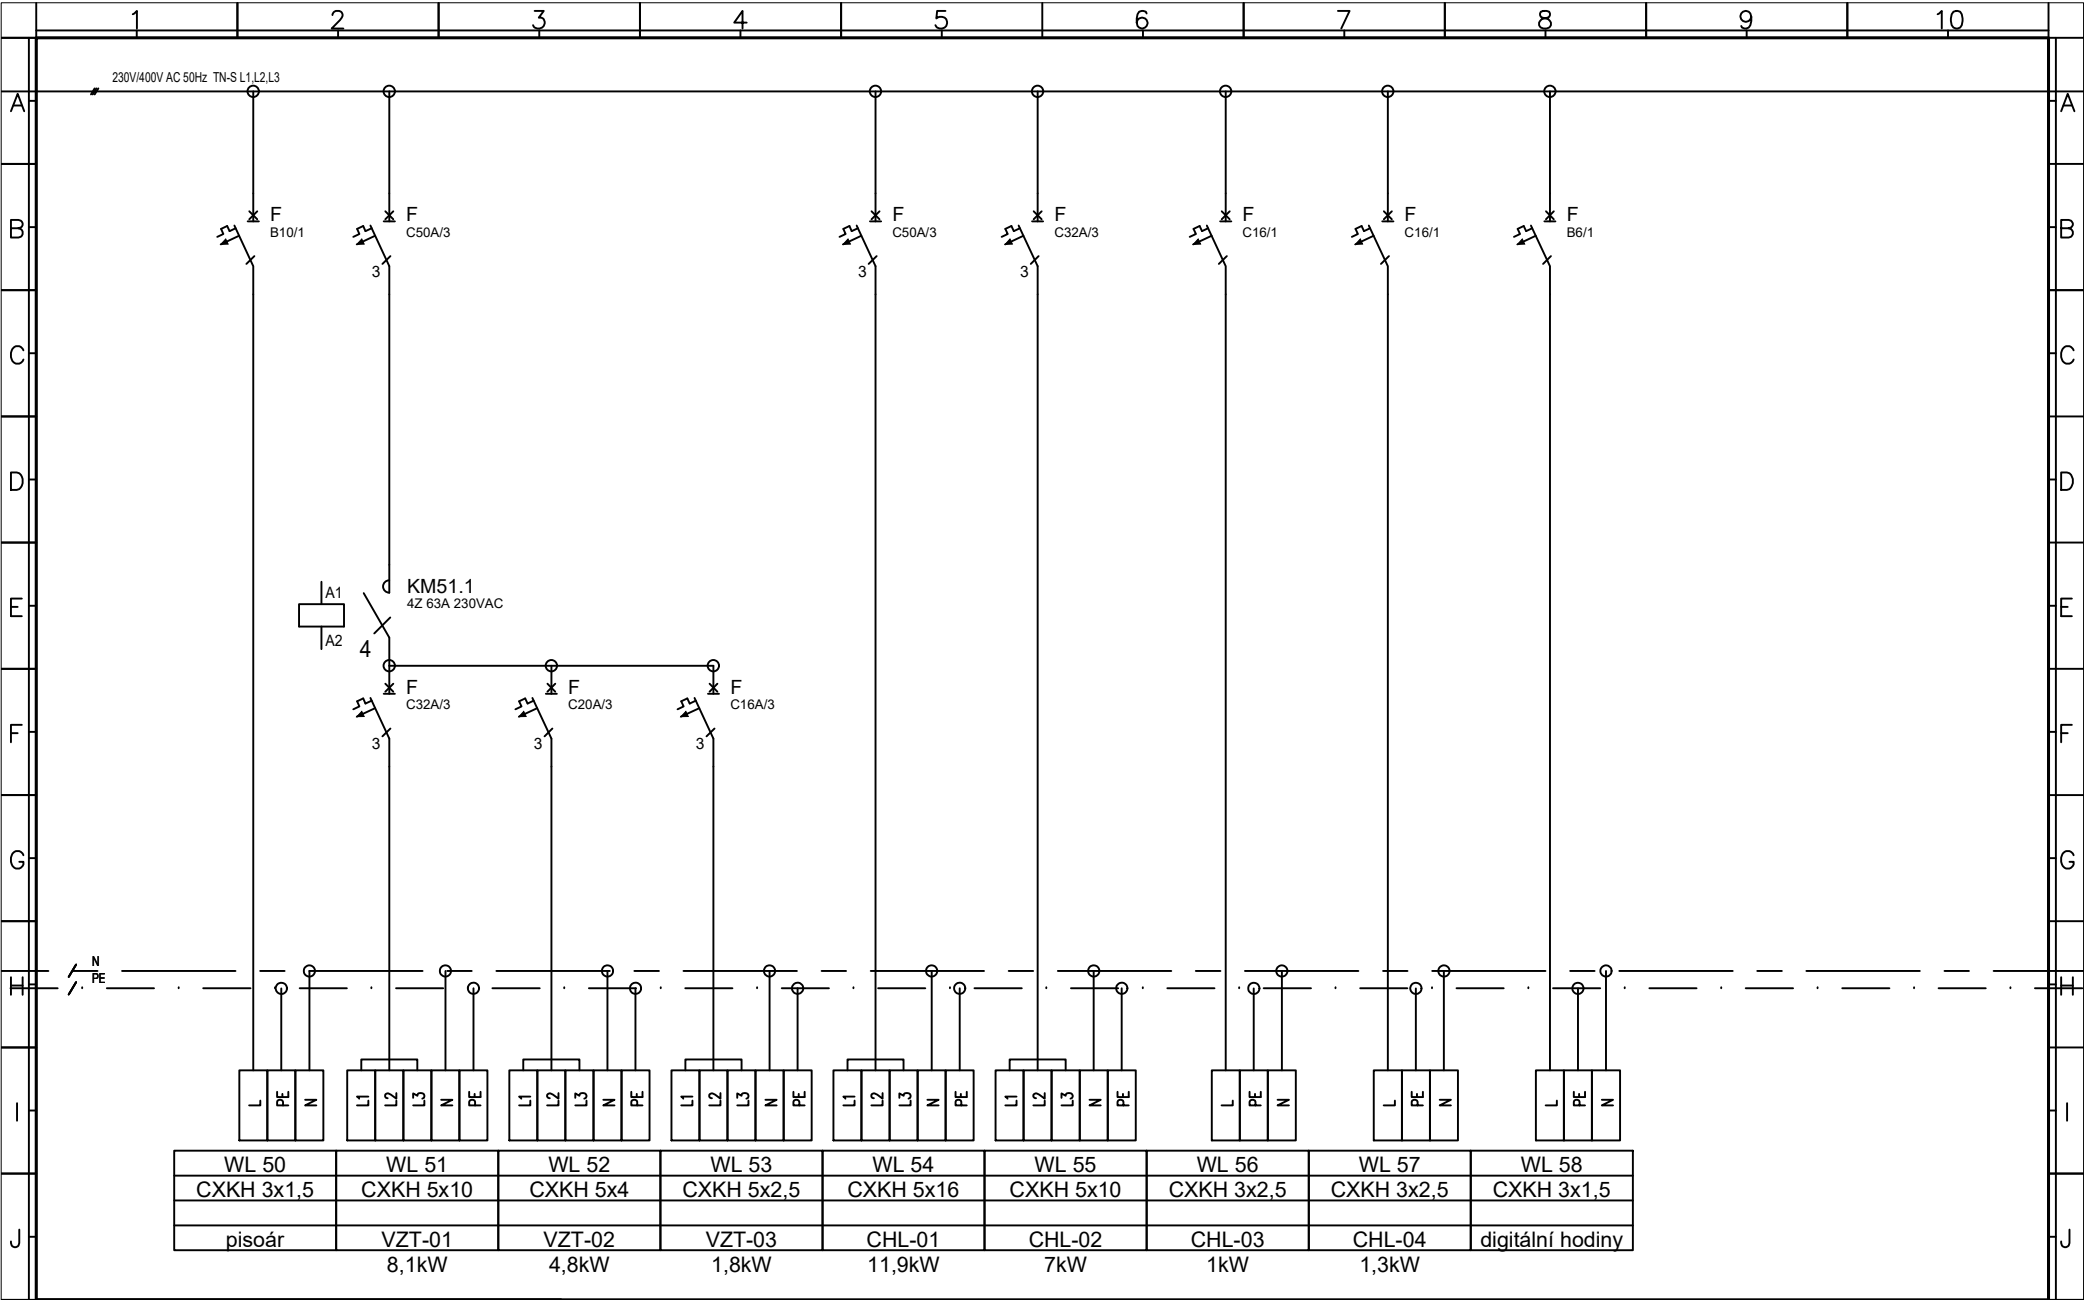 1 2 3 4 5 6 7 8 9 10
230V/400V AC 50Hz TN-S L1,L2,L3
A A
F F F F F F F
B10/1 C50A/3 C50A/3 C32A/3 C16/1 C16/1 B6/1
B B
3 3 3
C C
D D
A1 KM51.1
4Z 63A 230VAC
E E
A2 4
F F F
C32A/3 C20A/3 C16A/3
F F
3 3 3
G G
N
PE
H H
L PE N L1 L2 L3 N PE L1 L2 L3 N PE L1 L2 L3 N PE L1 L2 L3 N PE L1 L2 L3 N PE L PE N L PE N L PE N
I I
WL 50 WL 51 WL 52 WL 53 WL 54 WL 55 WL 56 WL 57 WL 58
CXKH 3x1,5 CXKH 5x10 CXKH 5x4 CXKH 5x2,5 CXKH 5x16 CXKH 5x10 CXKH 3x2,5 CXKH 3x2,5 CXKH 3x1,5
J J
pisoár VZT-01 VZT-02 VZT-03 CHL-01 CHL-02 CHL-03 CHL-04 digitální hodiny
8,1kW 4,8kW 1,8kW 11,9kW 7kW 1kW 1,3kW